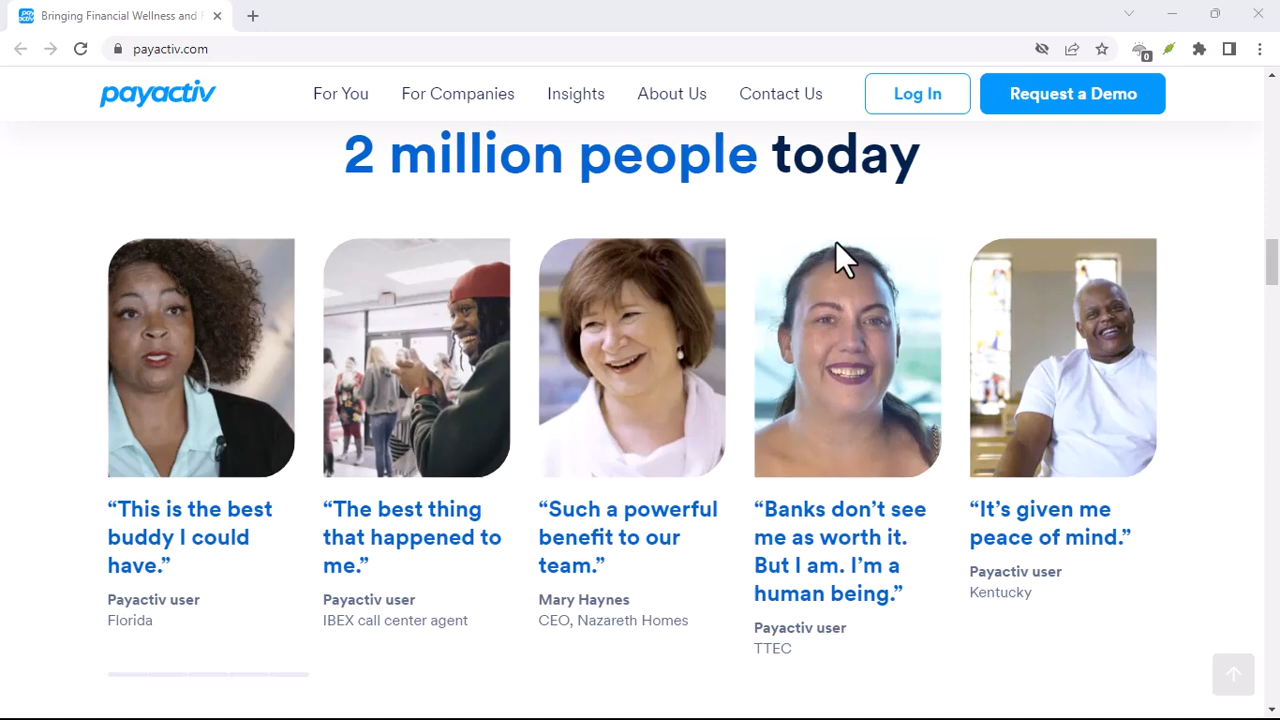 Bringing Financial Wellness and
payactiv.com
0
payactiv
For You
For Companies
Insights
About Us
Contact Us
Log In
Request a Demo
2 million people today
“This is the best
buddy I could
have.”
Payactiv user
Florida
“The best thing
that happened to
me.”
Payactiv user
IBEX call center agent
“Such a powerful
benefit to our
team.”
Mary Haynes
CEO, Nazareth Homes
“Banks don’t see
me as worth it.
But I am. I’m a
human being.”
Payactiv user
TTEC
“It’s given me
peace of mind.”
Payactiv user
Kentucky